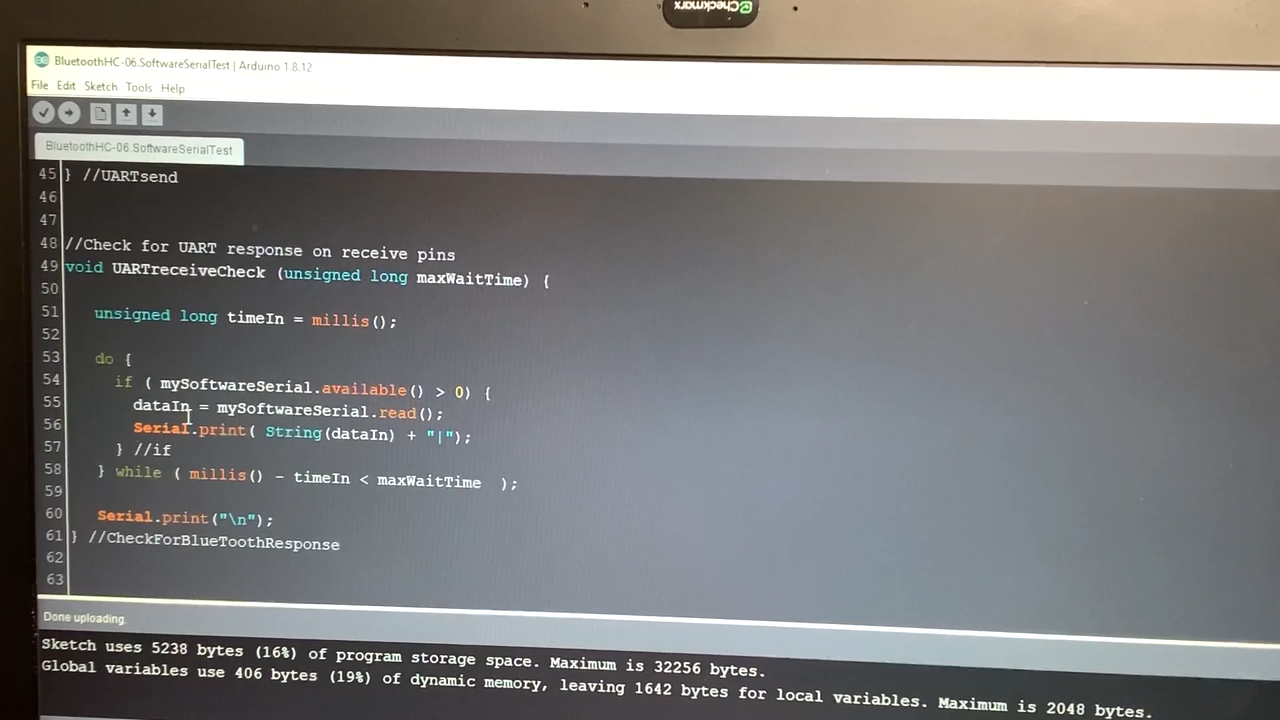 Checkmarx
BluetoothHC-06.SoftwareSerialTest | Arduino 1.8.12
File Edit Sketch Tools Help
BluetoothHC-06.SoftwareSerialTest
45 } //UARTsend
46
47
48 //Check for UART response on receive pins
49 void UARTreceiveCheck (unsigned long maxWaitTime) {
50
51 unsigned long timeIn = millis();
52
53 do {
54 if ( mySoftwareSerial.available() > 0) {
55 dataIn = mySoftwareSerial.read();
56 Serial.print( String(dataIn) + "|");
57 } //if
58 } while ( millis() - timeIn < maxWaitTime );
59
60 Serial.print("\n");
61 } //CheckForBlueToothResponse
62
63
Done uploading.
Sketch uses 5238 bytes (16%) of program storage space. Maximum is 32256 bytes.
Global variables use 406 bytes (19%) of dynamic memory, leaving 1642 bytes for local variables. Maximum is 2048 bytes.